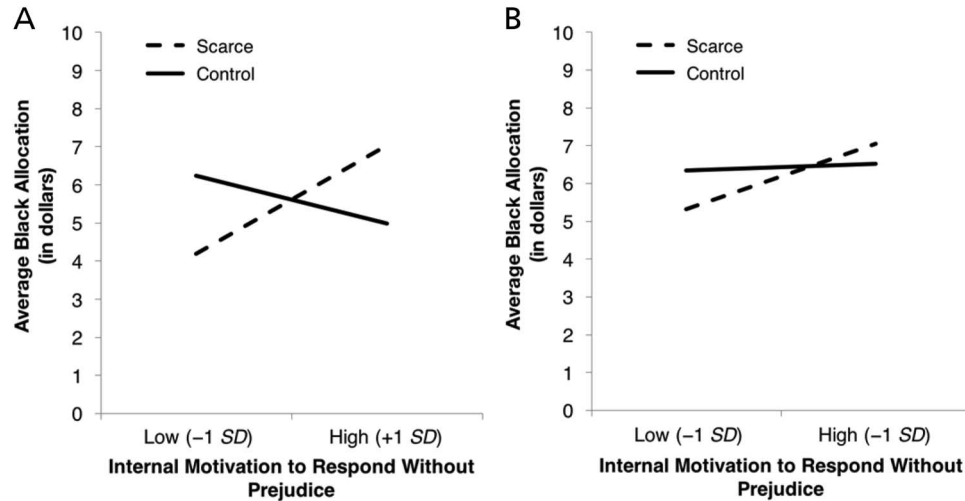 A
10
9
8
7
6
5
4
3
2
1
0
Average Black Allocation
(in dollars)
Scarce
Control
Low (−1 SD)
High (+1 SD)
Internal Motivation to Respond Without
Prejudice
B
10
9
8
7
6
5
4
3
2
1
0
Average Black Allocation
(in dollars)
Scarce
Control
Low (−1 SD)
High (−1 SD)
Internal Motivation to Respond Without
Prejudice